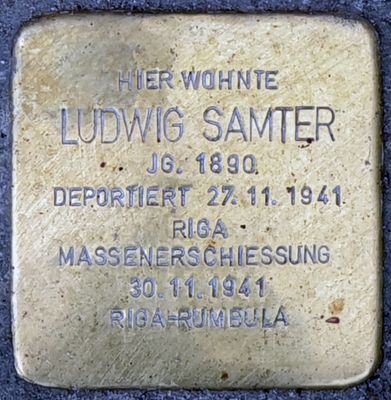 HIER WOHNTE
LUDWIG SAMTER
JG. 1890
DEPORTIERT 27.11.1941
RIGA
MASSENERSCHIESSUNG
30.11.1941
RIGA-RUMBULA